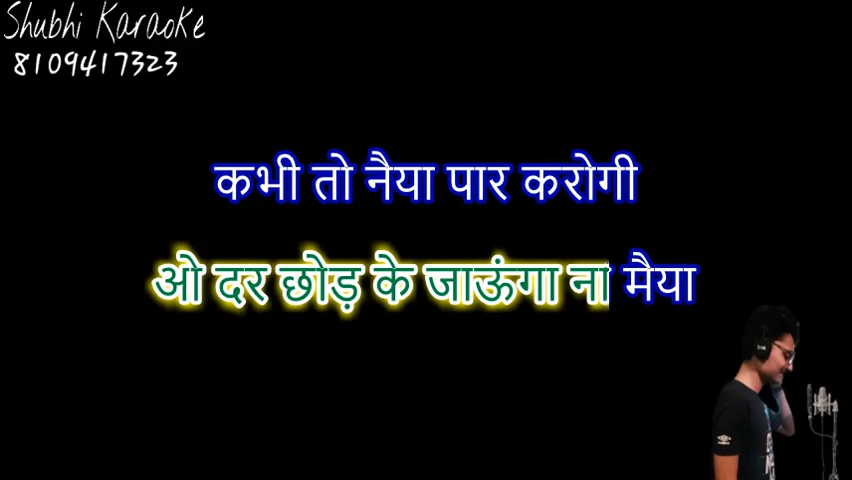 Shubhi Karaoke
8109417323
कभी तो नैया पार करोगी
ओ दर छोड़ के जाऊंगा ना मैया